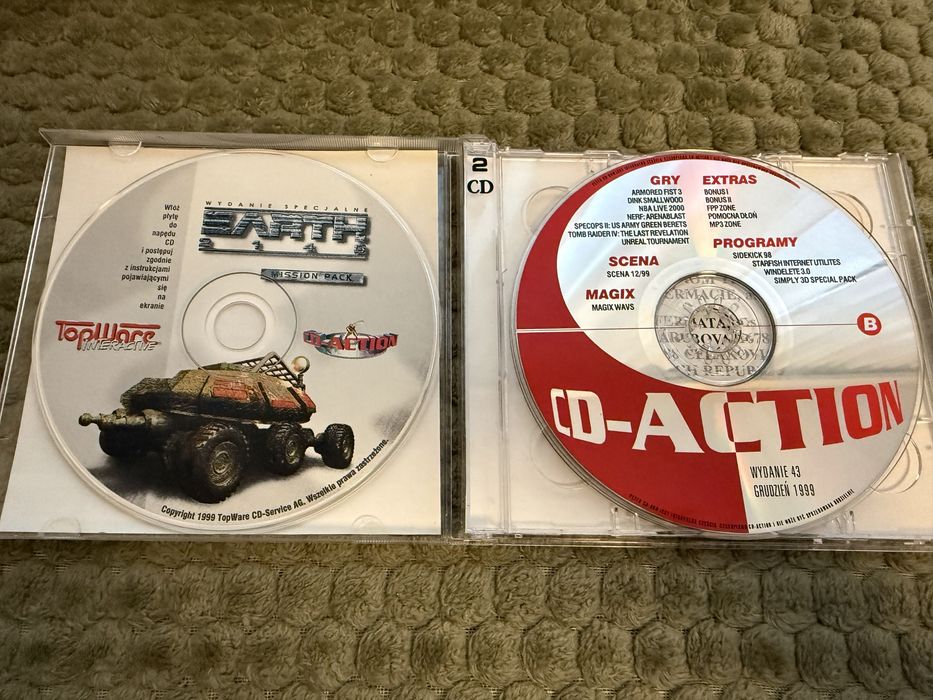 WYDANIE SPECJALNE
EARTH
2140
MISSION PACK
Włóż
płytę
do
napędu
CD
i postępuj
zgodnie
z instrukcjami
pojawiającymi
się
na
ekranie
TopWare
INTERACTIVE
CD-ACTION
Copyright 1999 TopWare CD-Service AG. Wszelkie prawa zastrzeżone.
2
CD
GRY
ARMORED FIST 3
DINK SMALLWOOD
NBA LIVE 2000
NERF: ARENABLAST
SPECOPS II: US ARMY GREEN BERETS
TOMB RAIDER IV: THE LAST REVELATION
UNREAL TOURNAMENT
SCENA
SCENA 12/99
MAGIX
MAGIX WAVS
EXTRAS
BONUS I
BONUS II
FPP ZONE
POMOCNA DŁOŃ
MP3 ZONE
PROGRAMY
SIDEKICK 98
STARFISH INTERNET UTILITES
WINDELETE 3.0
SIMPLY 3D SPECIAL PACK
B
CD-ACTION
WYDANIE 43
GRUDZIEŃ 1999